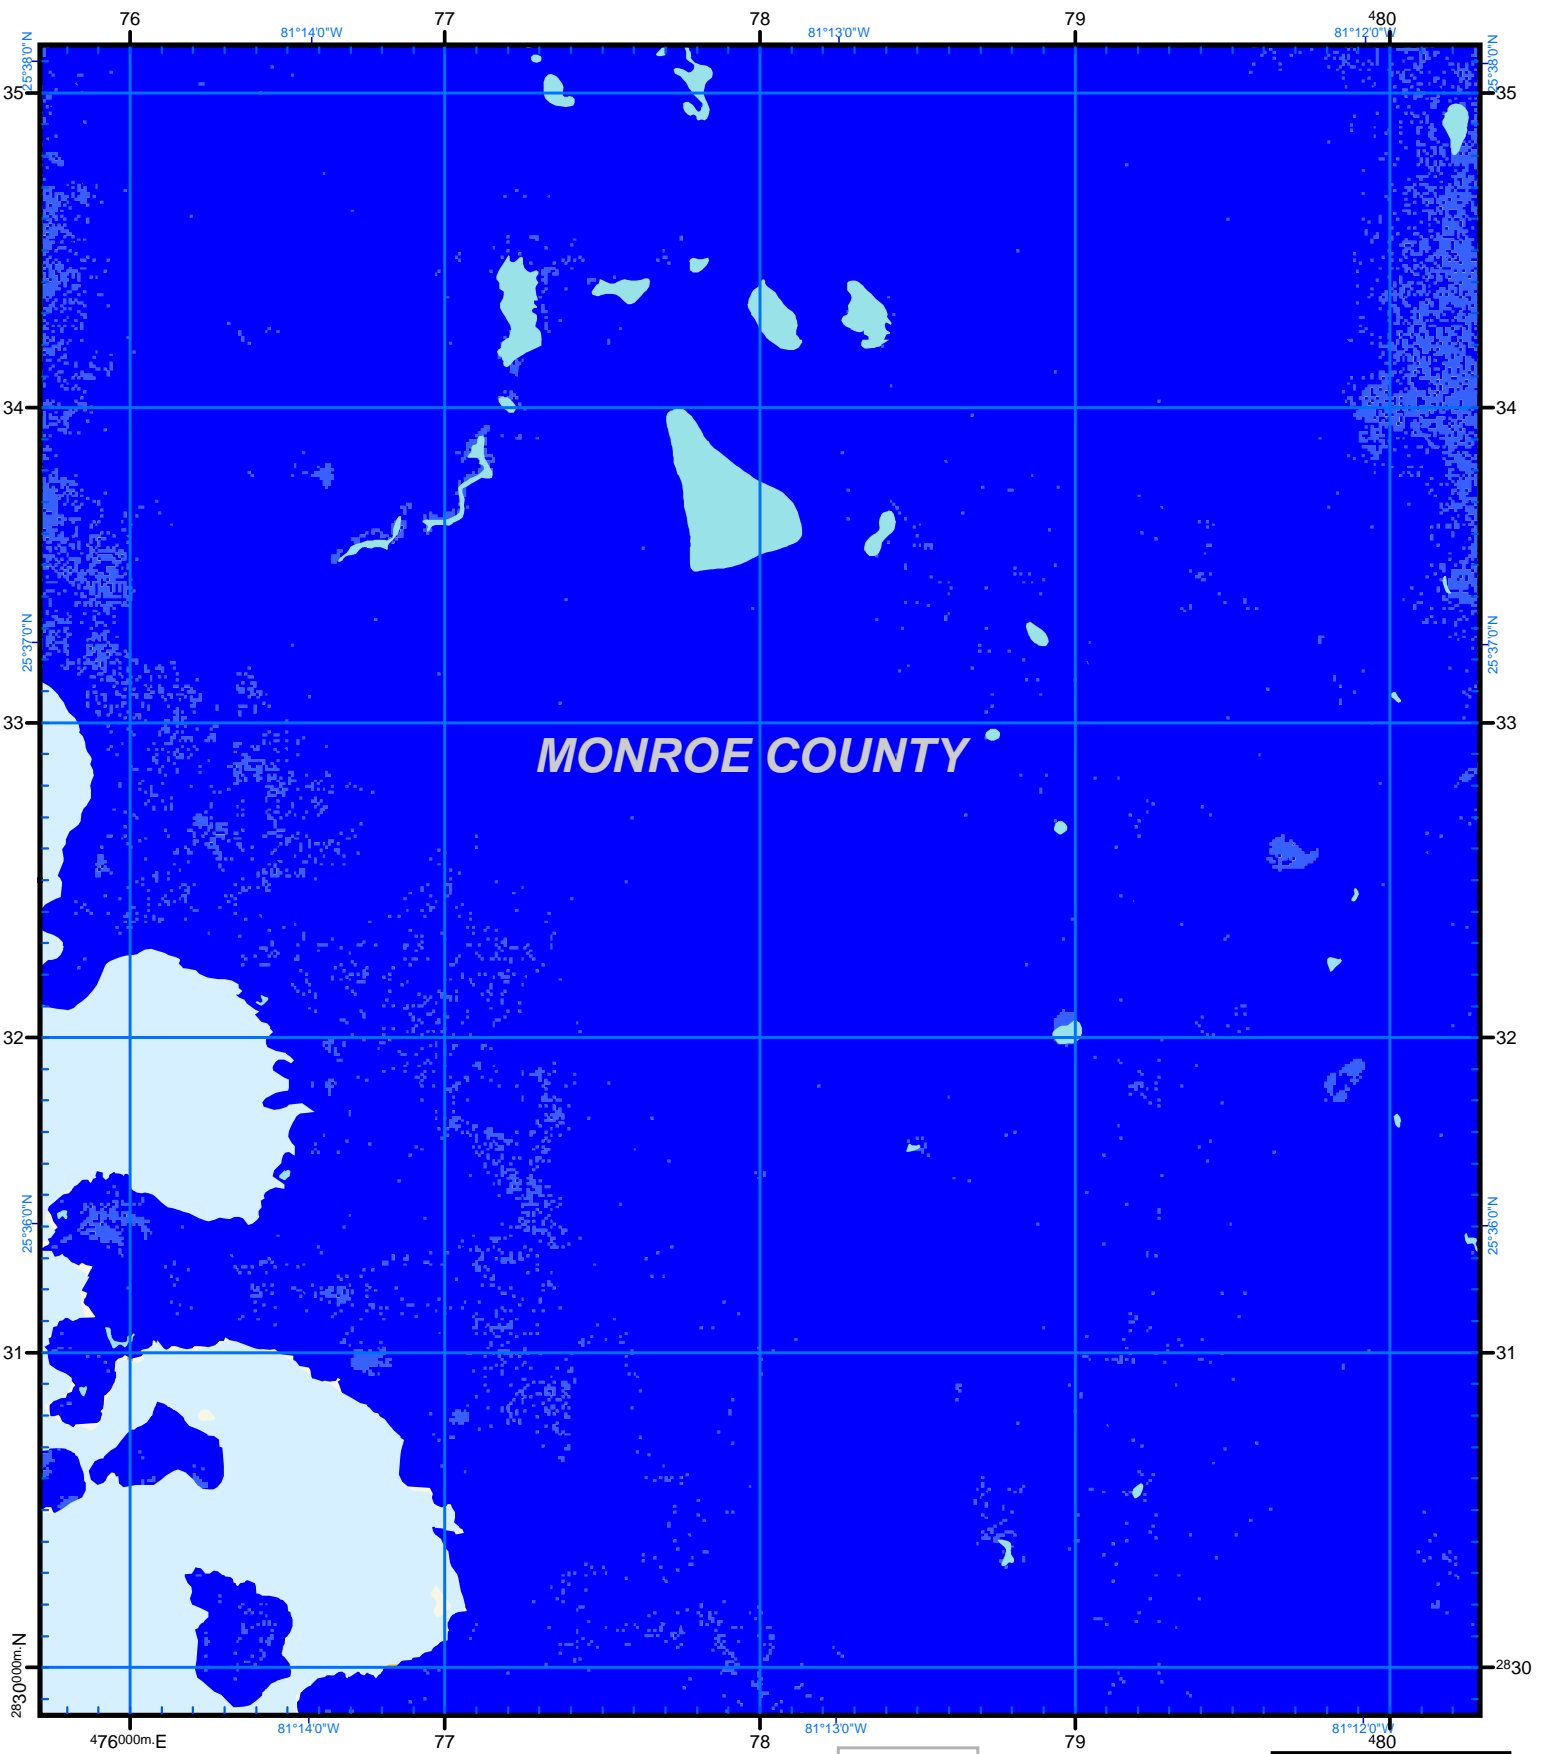 76 77 78 79 480
81°14'0"W 81°13'0"W 81°12'0"W
25°38'0"N 25°38'0"N
35 35
34 34
25°37'0"N 25°37'0"N
33 33
MONROE COUNTY
32 32
25°36'0"N 25°36'0"N
31 31
2830000m.N 2830
81°14'0"W 81°13'0"W 81°12'0"W
476000m.E 77 78 79 480